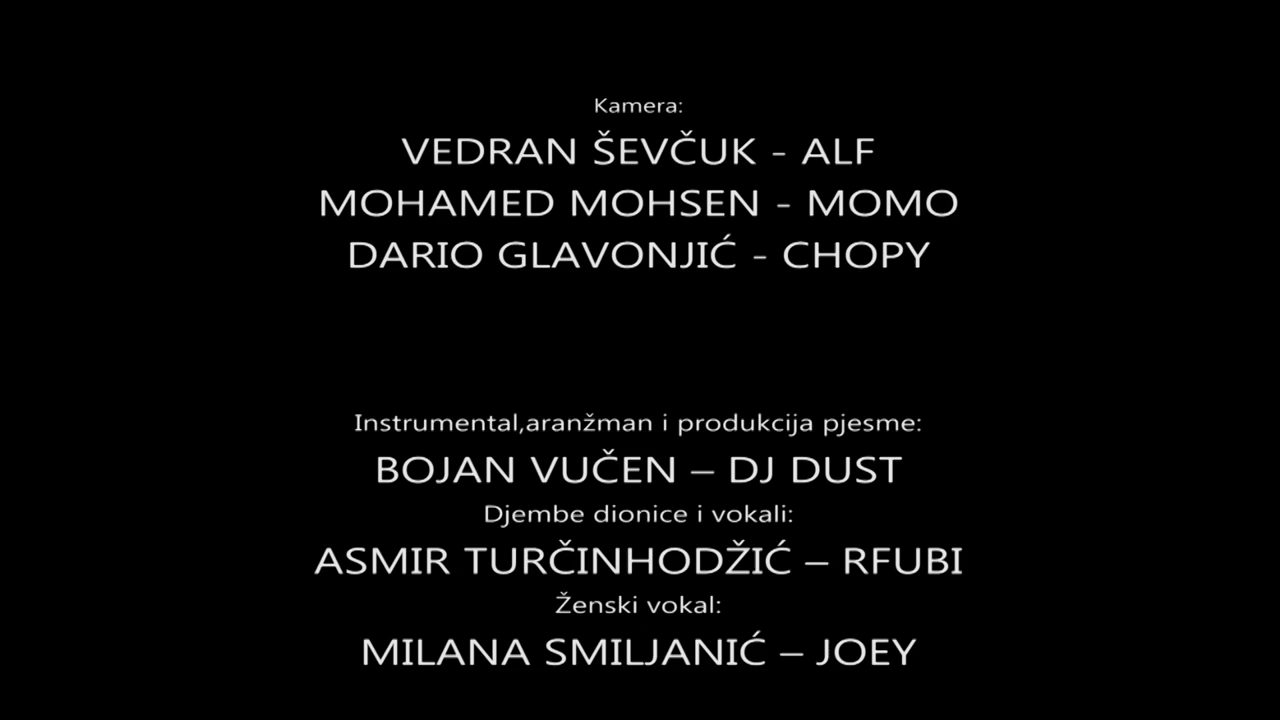 Kamera:
VEDRAN ŠEVČUK - ALF
MOHAMED MOHSEN - MOMO
DARIO GLAVONJIĆ - CHOPY
Instrumental,aranžman i produkcija pjesme:
BOJAN VUČEN – DJ DUST
Djembe dionice i vokali:
ASMIR TURČINHODŽIĆ – RFUBI
Ženski vokal:
MILANA SMILJANIĆ – JOEY